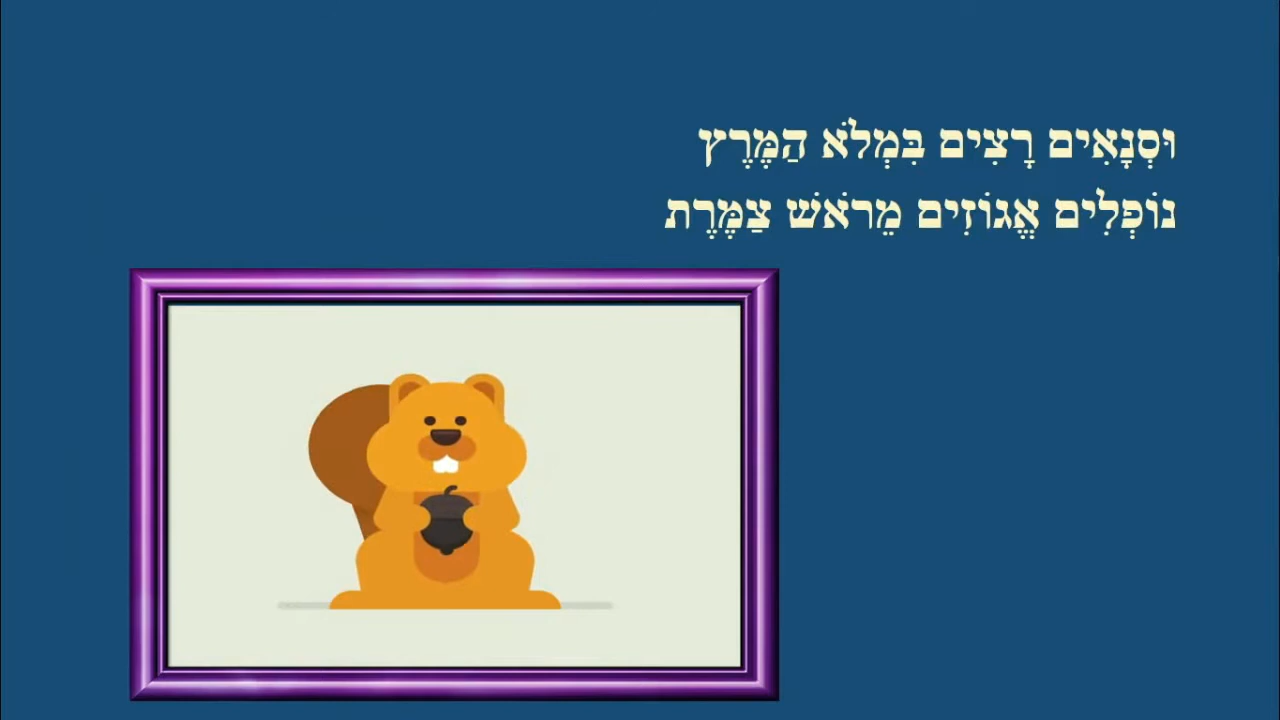 וּסְנָאִים רָצִים בִּמְלֹא הַמֶּרֶץ
נוֹפְלִים אֱגוֹזִים מֵרֹאשׁ צַמֶּרֶת